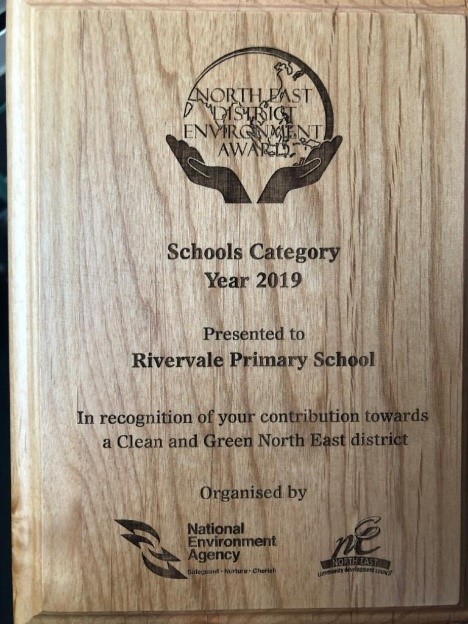 NORTH EAST
DISTRICT
ENVIRONMENT
AWARD
Schools Category
Year 2019
Presented to
Rivervale Primary School
In recognition of your contribution towards
a Clean and Green North East district
Organised by
National
Environment
Agency
Safeguard • Nurture • Cherish
NE
NORTH EAST
community development council